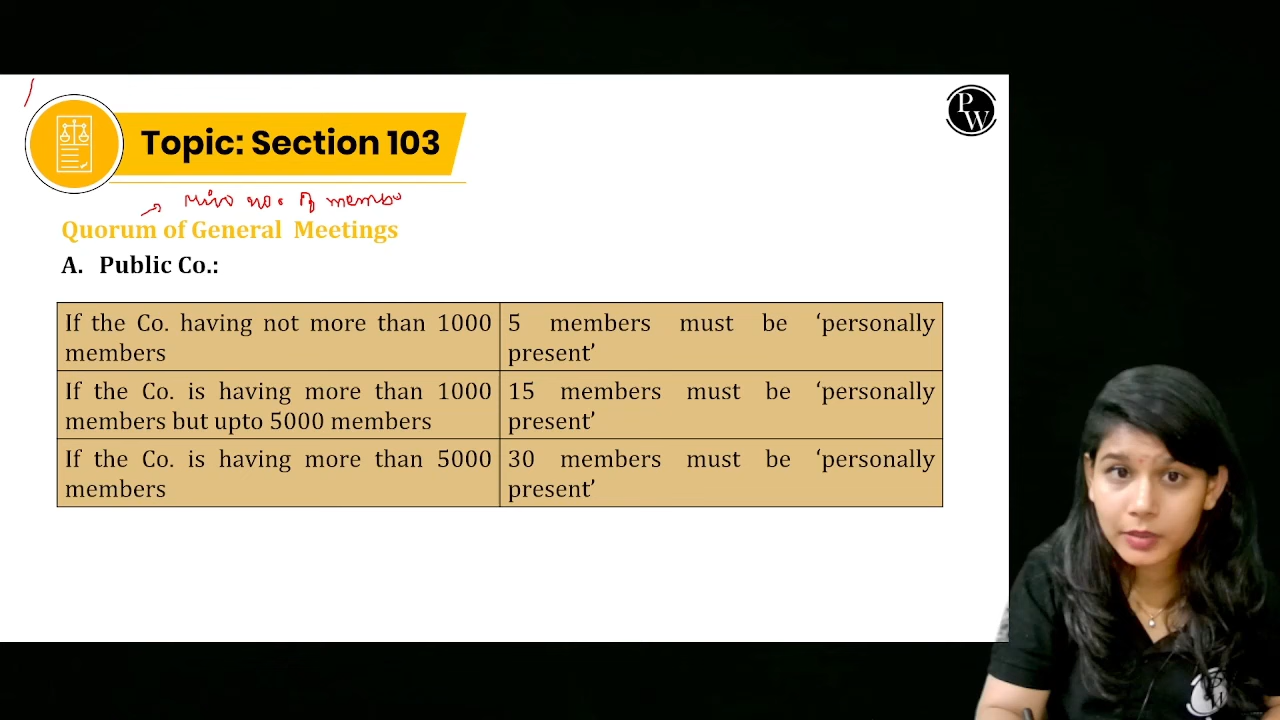 PW
Topic: Section 103
Min no. of membe
Quorum of General Meetings
A. Public Co.:
If the Co. having not more than 1000
members
5 members must be ‘personally
present’
If the Co. is having more than 1000
members but upto 5000 members
15 members must be ‘personally
present’
If the Co. is having more than 5000
members
30 members must be ‘personally
present’